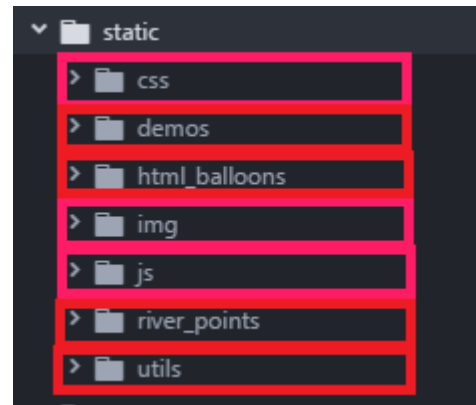 static
css
demos
html_balloons
img
js
river_points
utils